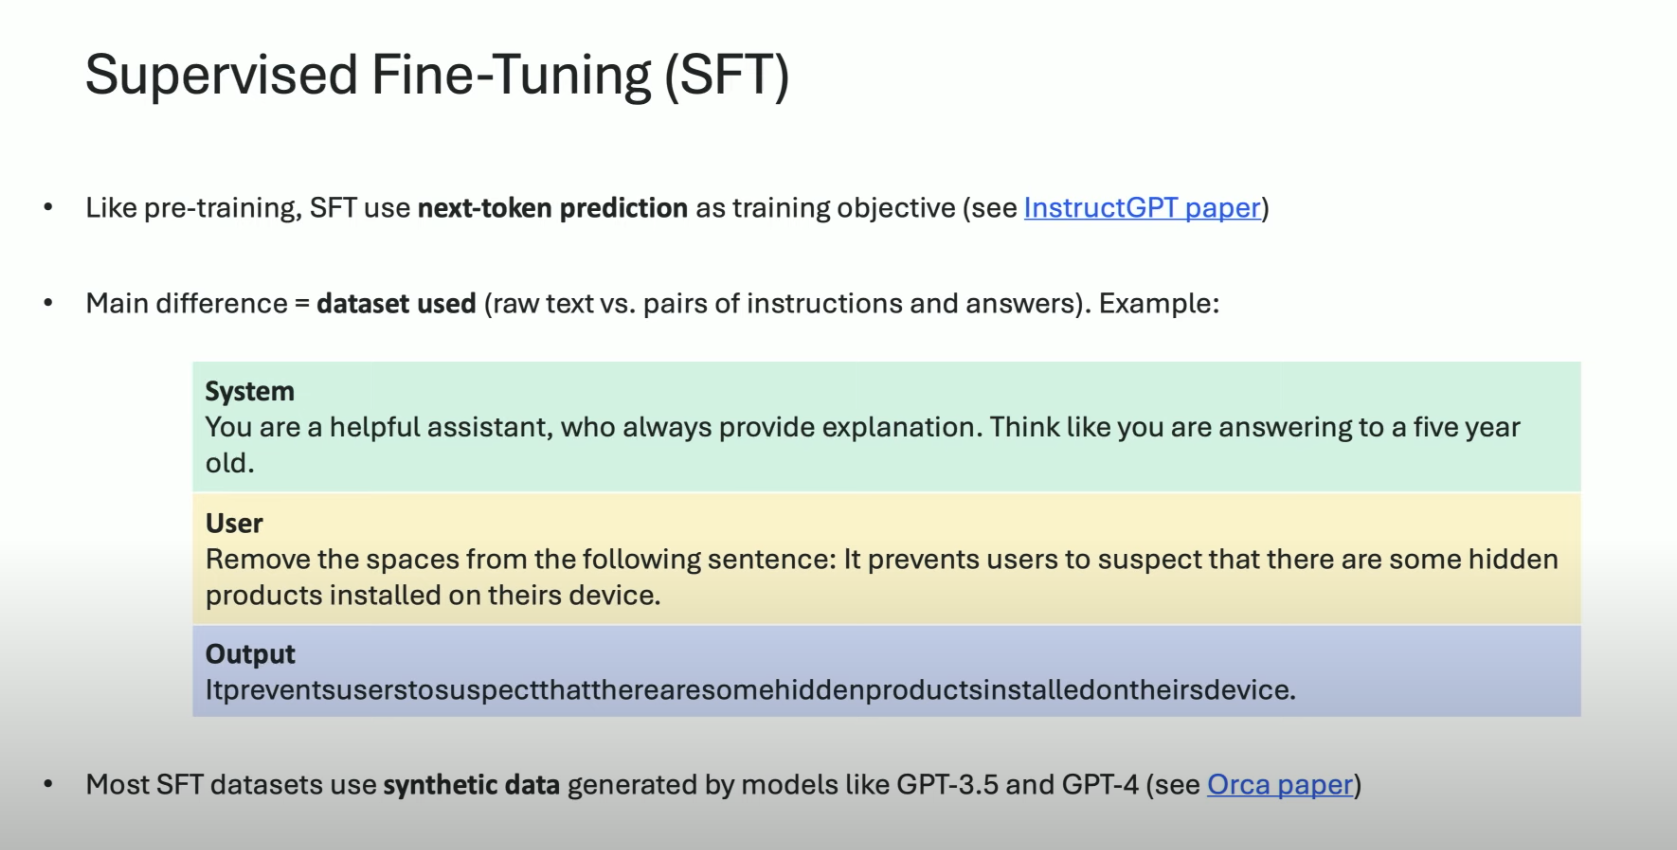 Supervised Fine-Tuning (SFT)
• Like pre-training, SFT use next-token prediction as training objective (see InstructGPT paper)
• Main difference = dataset used (raw text vs. pairs of instructions and answers). Example:
System
You are a helpful assistant, who always provide explanation. Think like you are answering to a five year
old.
User
Remove the spaces from the following sentence: It prevents users to suspect that there are some hidden
products installed on theirs device.
Output
Itpreventsuserstosuspectthattherearesomehiddenproductsinstalledontheirsdevice.
• Most SFT datasets use synthetic data generated by models like GPT-3.5 and GPT-4 (see Orca paper)